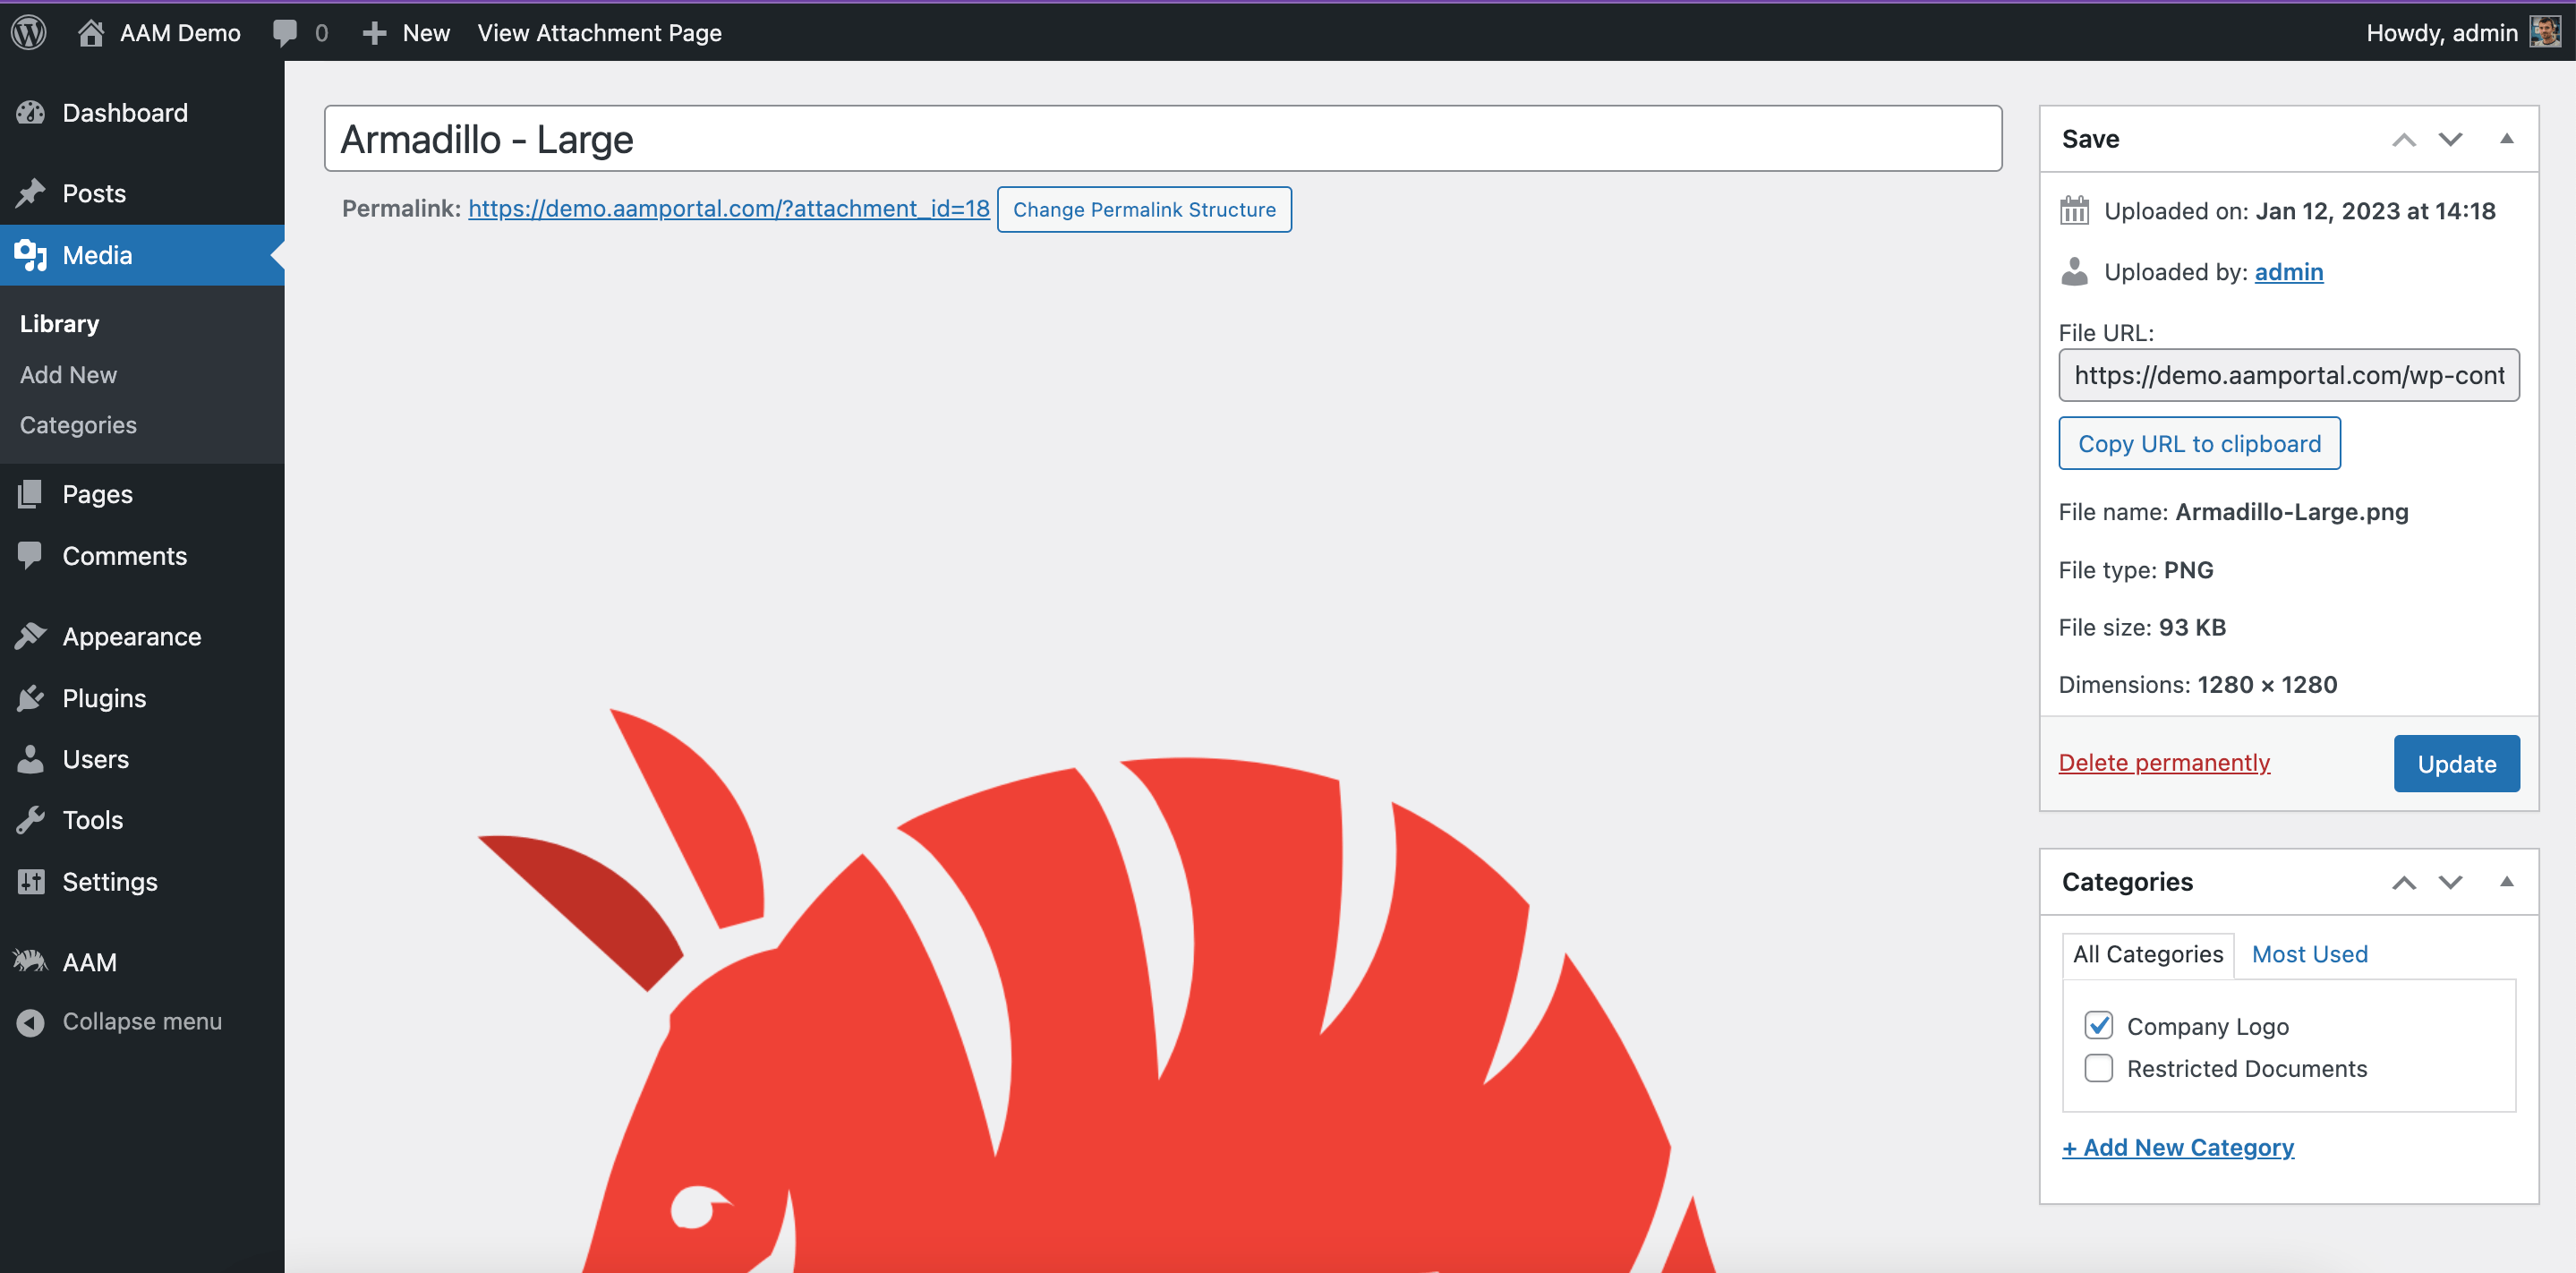 AAM Demo 0 New View Attachment Page Howdy, admin
Dashboard
Posts
Media
Library
Add New
Categories
Pages
Comments
Appearance
Plugins
Users
Tools
Settings
AAM
Collapse menu
Armadillo - Large
Permalink: https://demo.aamportal.com/?attachment_id=18 Change Permalink Structure
Save
Uploaded on: Jan 12, 2023 at 14:18
Uploaded by: admin
File URL:
https://demo.aamportal.com/wp-cont
Copy URL to clipboard
File name: Armadillo-Large.png
File type: PNG
File size: 93 KB
Dimensions: 1280 × 1280
Delete permanently Update
Categories
All Categories Most Used
Company Logo
Restricted Documents
+ Add New Category